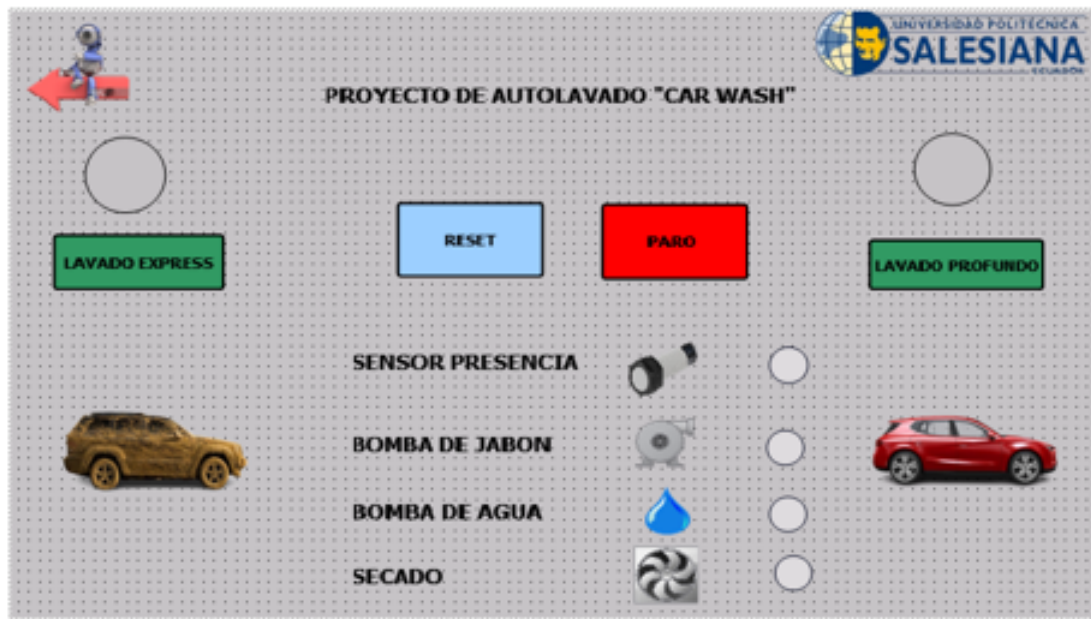 UNIVERSIDAD POLITÉCNICA
SALESIANA
ECUADOR
PROYECTO DE AUTOLAVADO "CAR WASH"
RESET
PARO
LAVADO EXPRESS
LAVADO PROFUNDO
SENSOR PRESENCIA
BOMBA DE JABON
BOMBA DE AGUA
SECADO